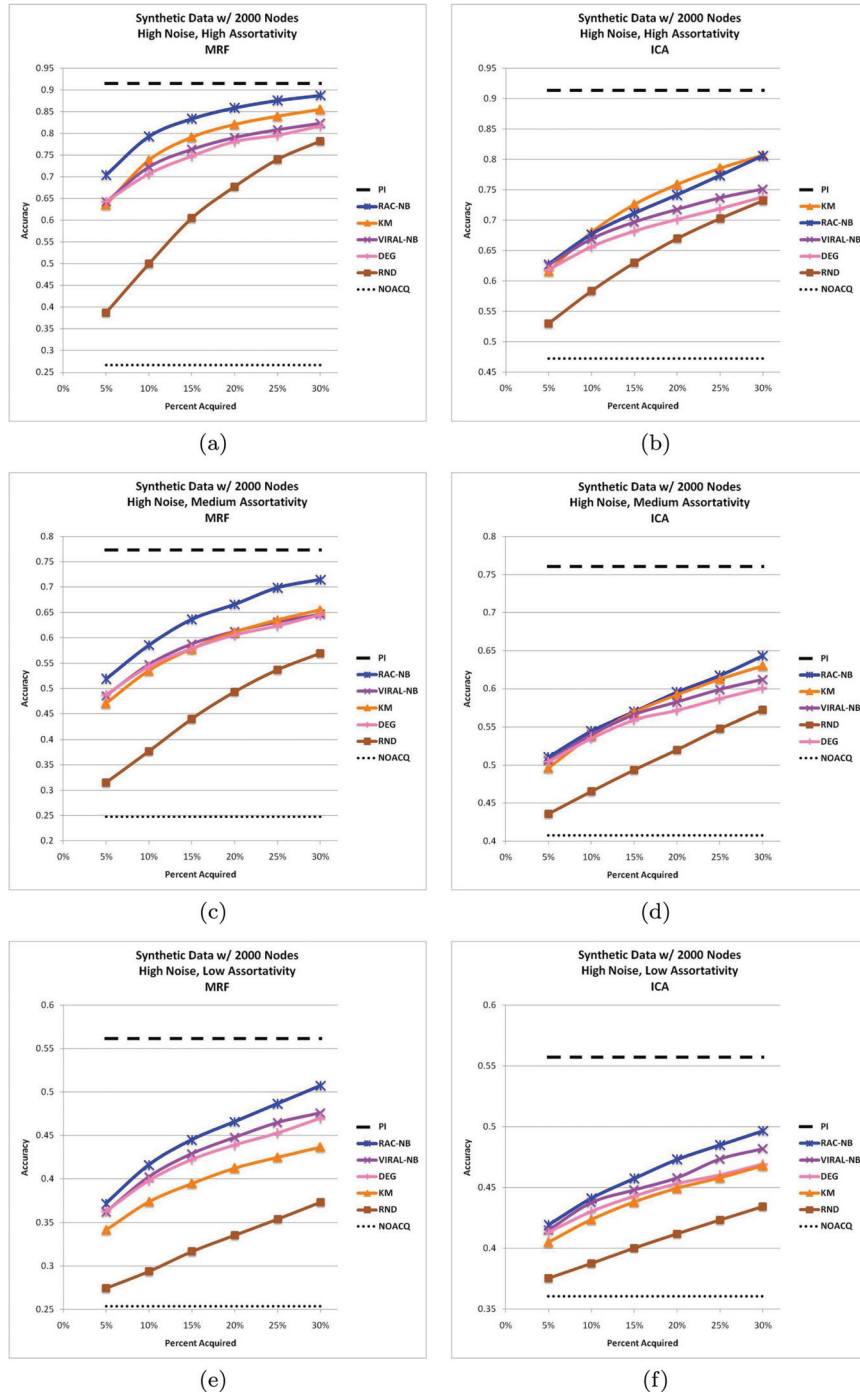 Synthetic Data w/ 2000 Nodes
High Noise, High Assortativity
MRF
0.95
0.9
0.85
0.8
0.75
0.7
0.65
0.6
0.55
0.5
0.45
0.4
0.35
0.3
0.25
Accuracy
0% 5% 10% 15% 20% 25% 30%
Percent Acquired
PI
RAC-NB
KM
VIRAL-NB
DEG
RND
NOACQ
(a)
Synthetic Data w/ 2000 Nodes
High Noise, High Assortativity
ICA
0.95
0.9
0.85
0.8
0.75
0.7
0.65
0.6
0.55
0.5
0.45
Accuracy
0% 5% 10% 15% 20% 25% 30%
Percent Acquired
PI
KM
RAC-NB
VIRAL-NB
DEG
RND
NOACQ
(b)
Synthetic Data w/ 2000 Nodes
High Noise, Medium Assortativity
MRF
0.8
0.75
0.7
0.65
0.6
0.55
0.5
0.45
0.4
0.35
0.3
0.25
0.2
Accuracy
0% 5% 10% 15% 20% 25% 30%
Percent Acquired
PI
RAC-NB
VIRAL-NB
KM
DEG
RND
NOACQ
(c)
Synthetic Data w/ 2000 Nodes
High Noise, Medium Assortativity
ICA
0.8
0.75
0.7
0.65
0.6
0.55
0.5
0.45
0.4
Accuracy
0% 5% 10% 15% 20% 25% 30%
Percent Acquired
PI
RAC-NB
KM
VIRAL-NB
RND
DEG
NOACQ
(d)
Synthetic Data w/ 2000 Nodes
High Noise, Low Assortativity
MRF
0.6
0.55
0.5
0.45
0.4
0.35
0.3
0.25
Accuracy
0% 5% 10% 15% 20% 25% 30%
Percent Acquired
PI
RAC-NB
VIRAL-NB
DEG
KM
RND
NOACQ
(e)
Synthetic Data w/ 2000 Nodes
High Noise, Low Assortativity
ICA
0.6
0.55
0.5
0.45
0.4
0.35
Accuracy
0% 5% 10% 15% 20% 25% 30%
Percent Acquired
PI
RAC-NB
VIRAL-NB
DEG
KM
RND
NOACQ
(f)